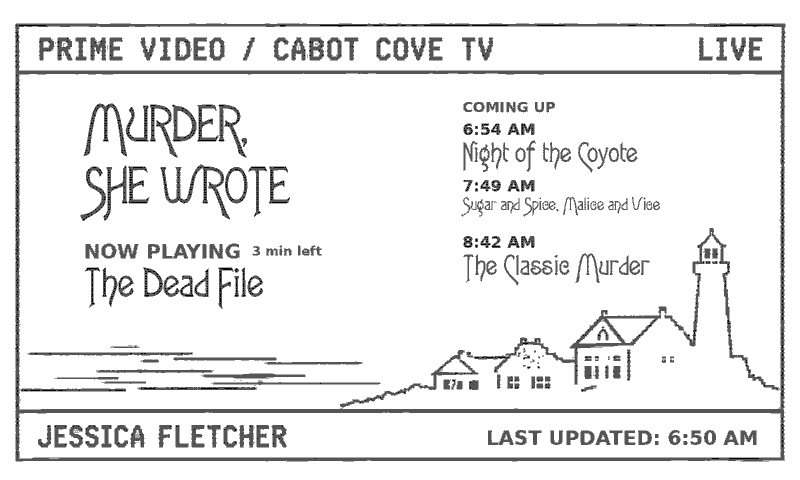 PRIME VIDEO / CABOT COVE TV
LIVE
MURDER,
SHE WROTE
NOW PLAYING 3 min left
The Dead File
COMING UP
6:54 AM
Night of the Coyote
7:49 AM
Sugar and Spice, Malice and Vice
8:42 AM
The Classic Murder
JESSICA FLETCHER
LAST UPDATED: 6:50 AM